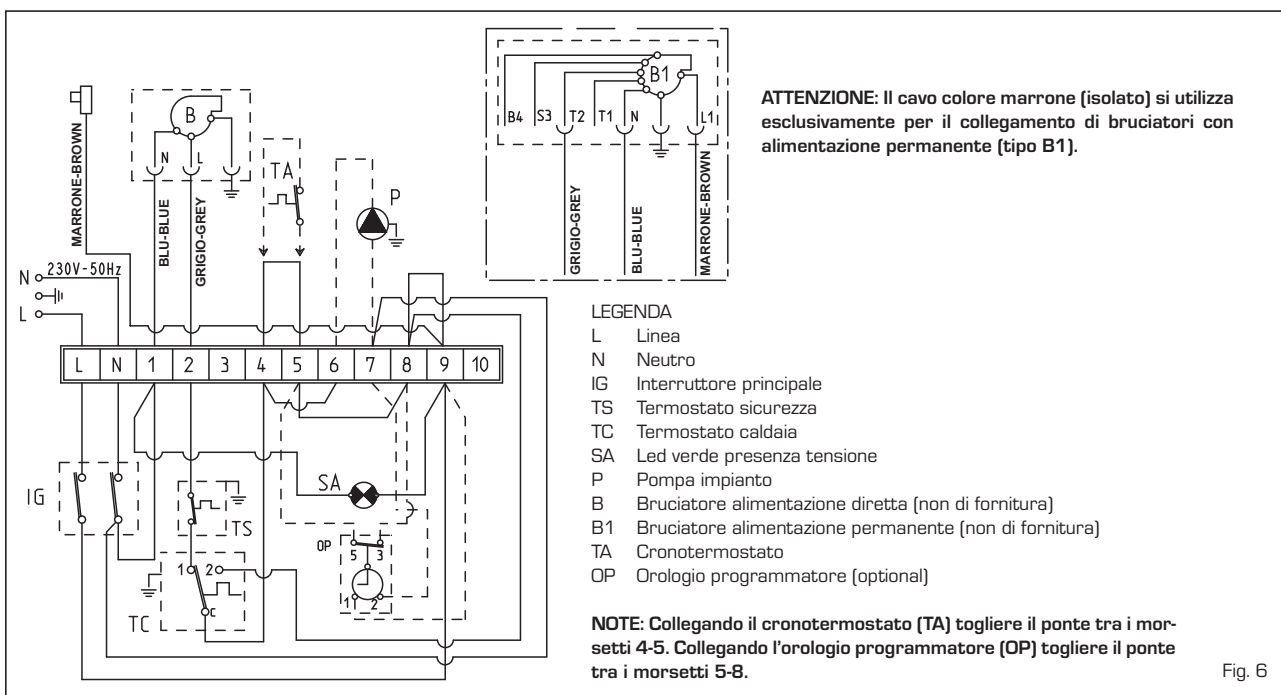 MARRONE-BROWN
B
N L
BLU-BLUE
GRIGIO-GREY
TA
P
N 230V-50Hz
L
L N 1 2 3 4 5 6 7 8 9 10
IG
TS
1 2
C
TC
SA
OP
5 3
1 2
B1
B4 S3 T2 T1 N L1
GRIGIO-GREY
BLU-BLUE
MARRONE-BROWN
ATTENZIONE: Il cavo colore marrone (isolato) si utilizza
esclusivamente per il collegamento di bruciatori con
alimentazione permanente (tipo B1).
LEGENDA
L Linea
N Neutro
IG Interruttore principale
TS Termostato sicurezza
TC Termostato caldaia
SA Led verde presenza tensione
P Pompa impianto
B Bruciatore alimentazione diretta (non di fornitura)
B1 Bruciatore alimentazione permanente (non di fornitura)
TA Cronotermostato
OP Orologio programmatore (optional)
NOTE: Collegando il cronotermostato (TA) togliere il ponte tra i mor-
setti 4-5. Collegando l'orologio programmatore (OP) togliere il ponte
tra i morsetti 5-8.
Fig. 6